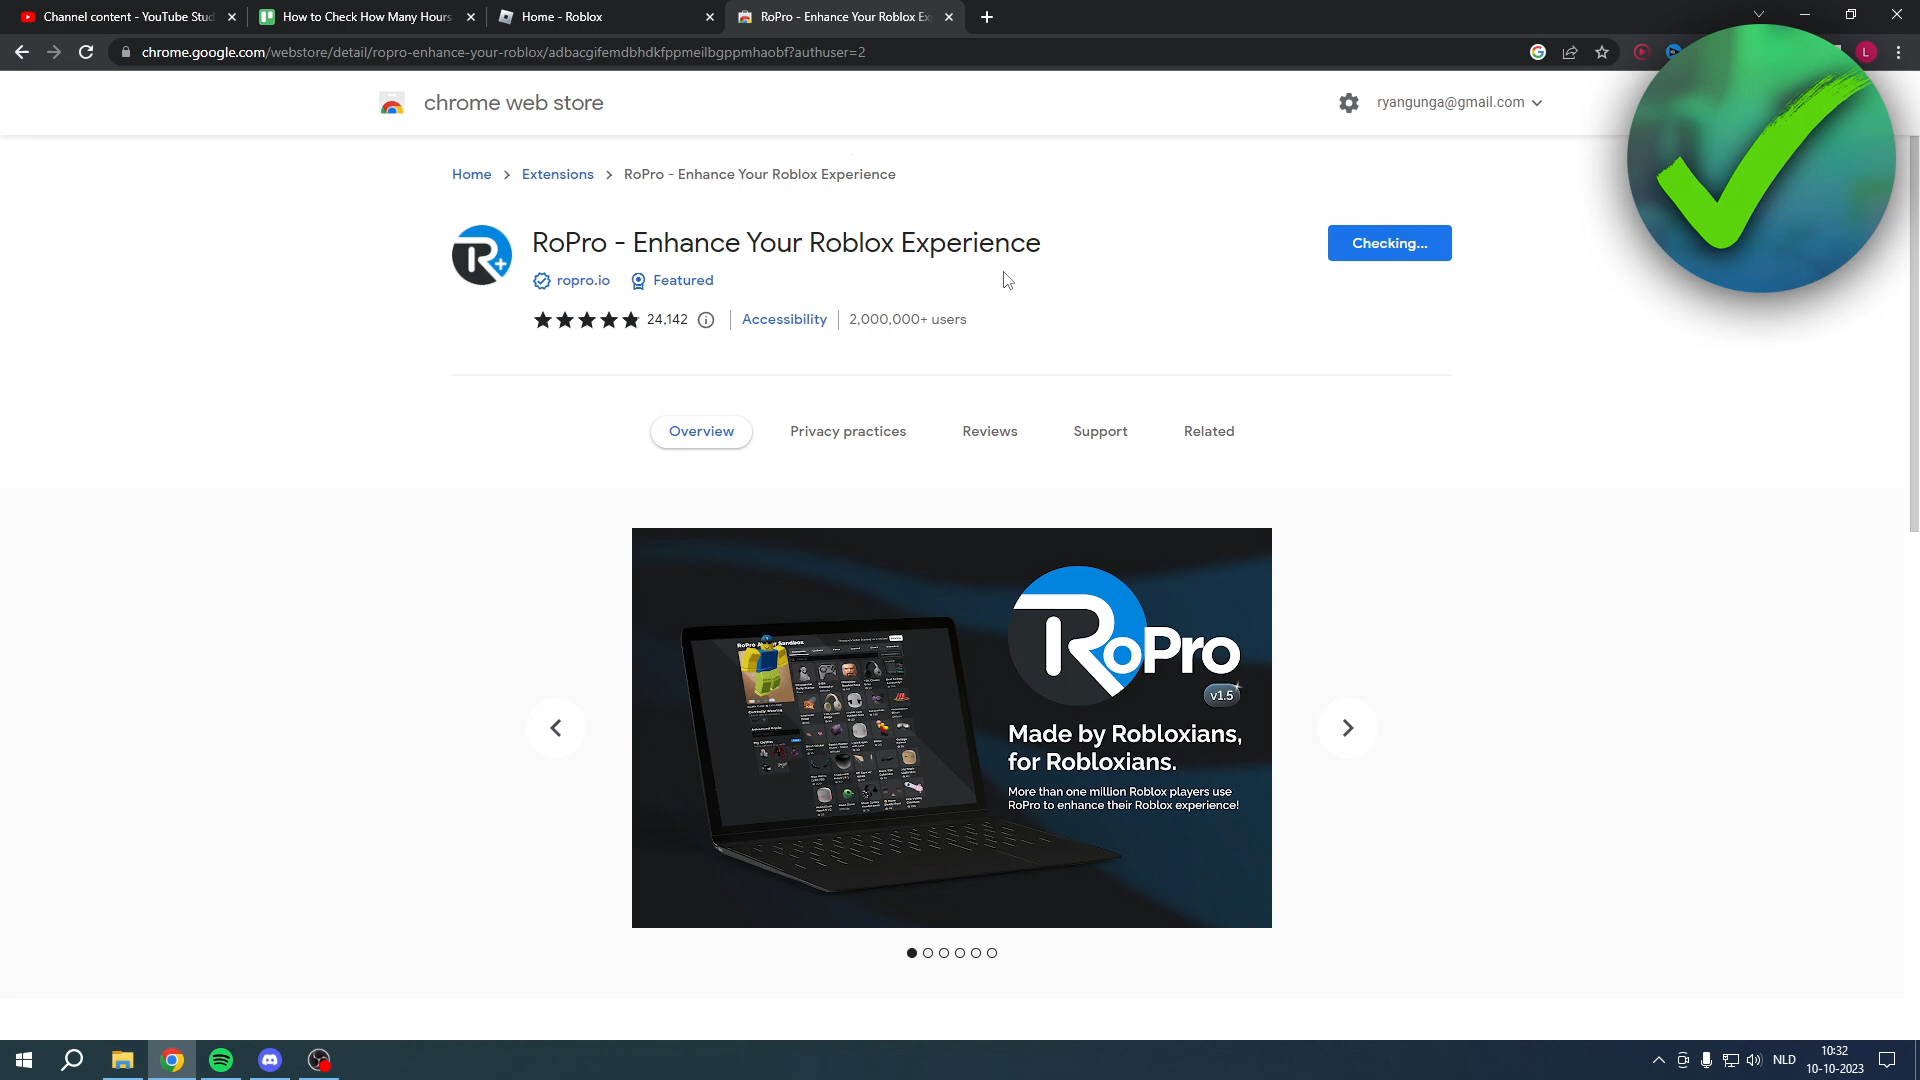 Channel content - YouTube Stud
How to Check How Many Hours
Home - Roblox
RoPro - Enhance Your Roblox Ex
chrome.google.com/webstore/detail/ropro-enhance-your-roblox/adbacgifemdbhdkfppmeilbgppmhaobf?authuser=2
L
chrome web store
ryangunga@gmail.com
Home
Extensions
RoPro - Enhance Your Roblox Experience
RoPro - Enhance Your Roblox Experience
Checking...
ropro.io
Featured
24,142
Accessibility
2,000,000+ users
Overview
Privacy practices
Reviews
Support
Related
RoPro
v1.5
Made by Robloxians,
for Robloxians.
More than one million Roblox players use
RoPro to enhance their Roblox experience!
NLD
10:32
10-10-2023